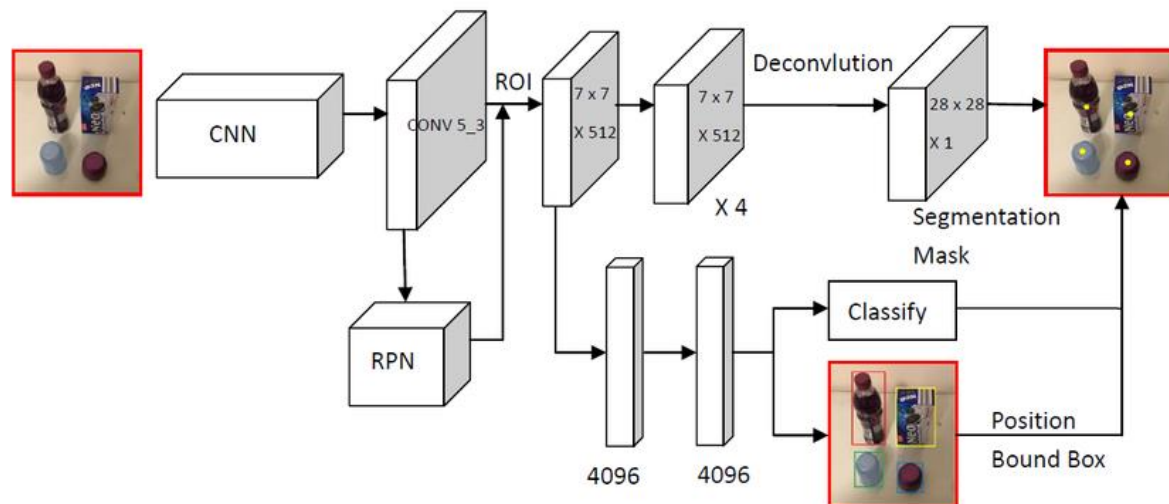 CNN
CONV 5_3
ROI
7 x 7
X 512
7 x 7
X 512
X 4
Deconvlution
28 x 28
X 1
Segmentation
Mask
RPN
4096
4096
Classify
Position
Bound Box
NEO